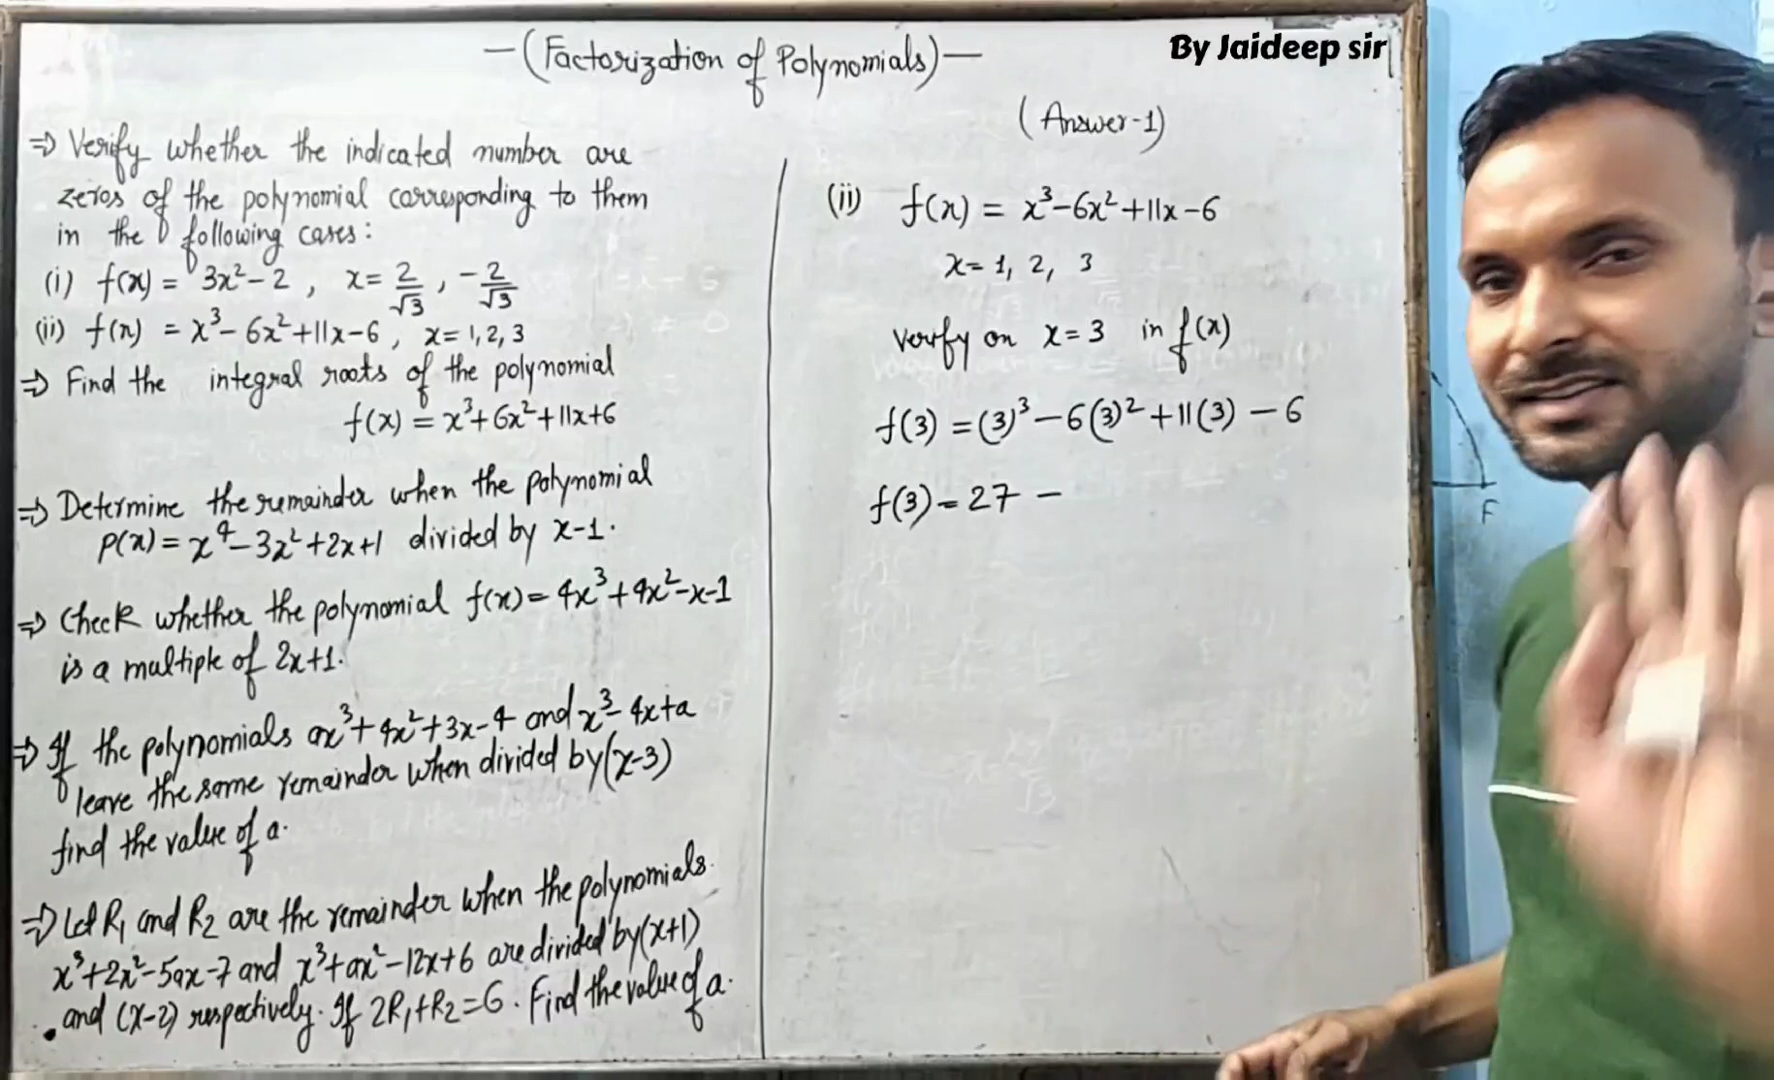 —(Factorization of Polynomials)—
By Jaideep sir
⇒ Verify whether the indicated number are
zeros of the polynomial corresponding to them
in the following cases:
(i) f(x) = 3x² - 2 , x = 2/√3 , -2/√3
(ii) f(x) = x³ - 6x² + 11x - 6 , x = 1, 2, 3
⇒ Find the integral roots of the polynomial
f(x) = x³ + 6x² + 11x + 6
⇒ Determine the remainder when the polynomial
P(x) = x⁴ - 3x² + 2x + 1 divided by x - 1.
⇒ Check whether the polynomial f(x) = 4x³ + 4x² - x - 1
is a multiple of 2x + 1.
⇒ If the polynomials ax³ + 4x² + 3x - 4 and x³ - 4x + a
leave the same remainder when divided by (x-3)
find the value of a.
⇒ Let R₁ and R₂ are the remainder when the polynomials.
x³ + 2x² - 5ax - 7 and x³ + ax² - 12x + 6 are divided by (x+1)
and (x-2) respectively. If 2R₁ + R₂ = 6. Find the value of a.
(Answer-1)
(ii) f(x) = x³ - 6x² + 11x - 6
x = 1, 2, 3
Verify on x = 3 in f(x)
f(3) = (3)³ - 6(3)² + 11(3) - 6
f(3) = 27 -
F